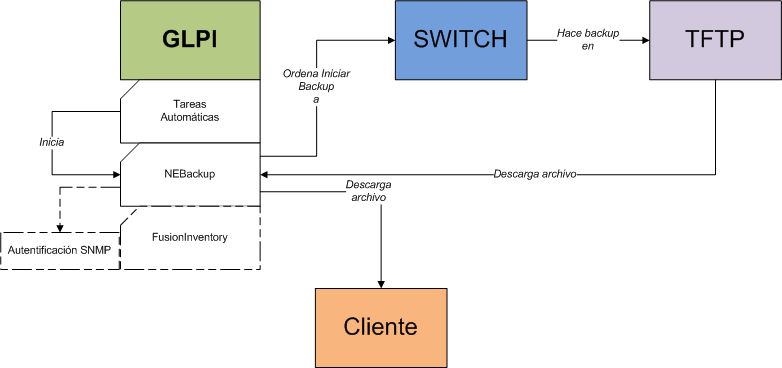 GLPI
SWITCH
TFTP
Hace backup
en
Ordena Iniciar
Backup
a
Tareas
Automáticas
Inicia
NEBackup
Descarga archivo
Descarga
archivo
Autentificación SNMP
FusionInventory
Cliente